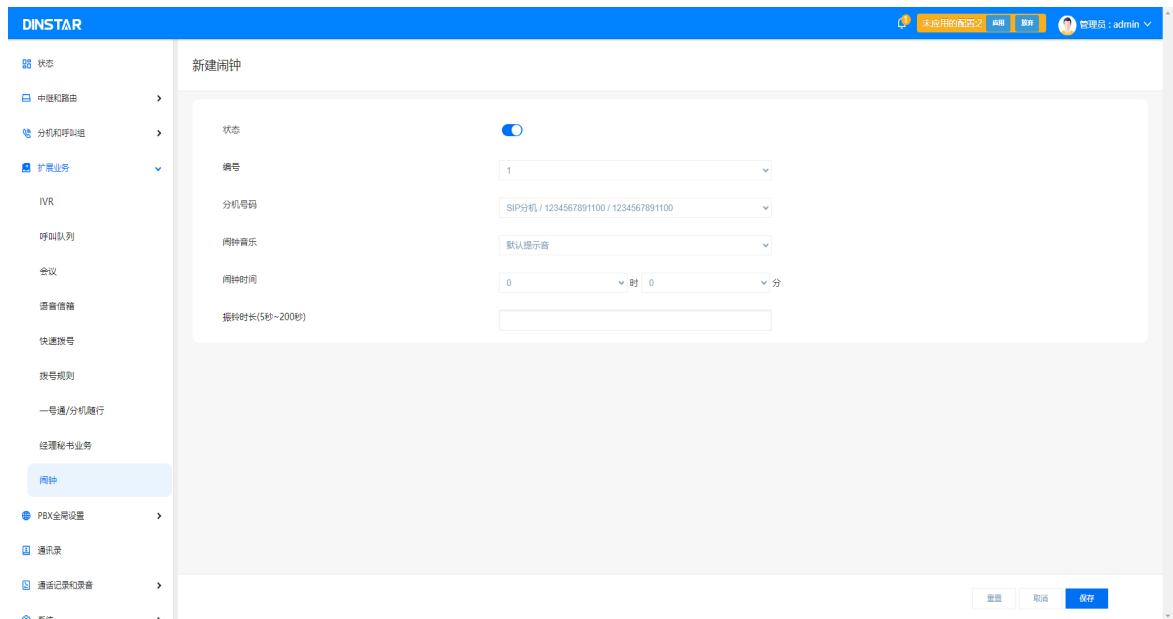 DINSTAR
1
未应用的配置:2
应用
放弃
管理员 : admin
状态
中继和路由
分机和呼叫组
扩展业务
IVR
呼叫队列
会议
语音信箱
快速拨号
拨号规则
一号通/分机随行
经理秘书业务
闹钟
PBX全局设置
通讯录
通话记录和录音
新建闹钟
状态
编号
1
分机号码
SIP分机 / 1234567891100 / 1234567891100
闹钟音乐
默认提示音
闹钟时间
0 时 0 分
振铃时长(5秒~200秒)
重置
取消
保存